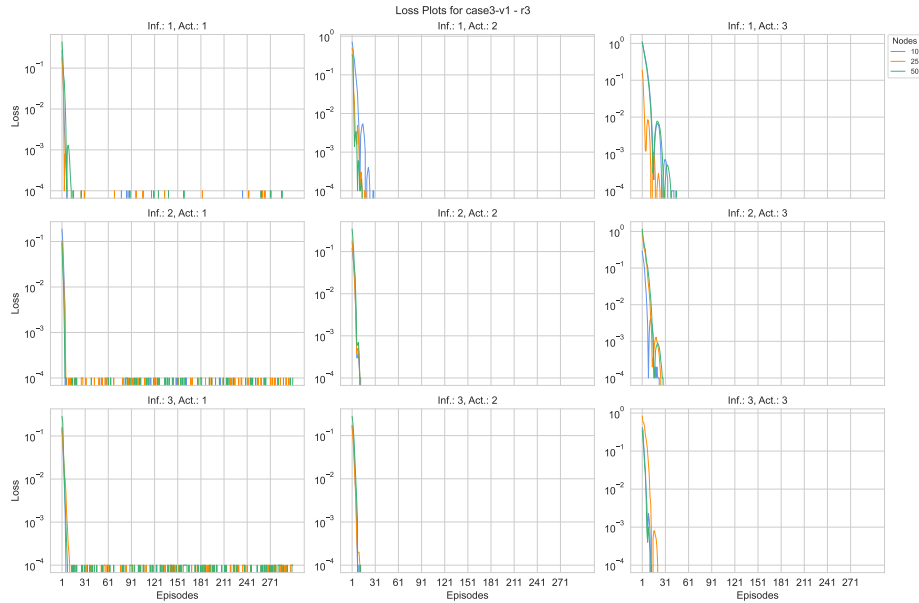 Loss Plots for case3-v1 - r3
Inf.: 1, Act.: 1
Inf.: 1, Act.: 2
Inf.: 1, Act.: 3
Nodes
10
25
50
Loss
10⁻¹
10⁻²
10⁻³
10⁻⁴
10⁰
10⁻¹
10⁻²
10⁻³
10⁻⁴
10⁰
10⁻¹
10⁻²
10⁻³
10⁻⁴
Inf.: 2, Act.: 1
Inf.: 2, Act.: 2
Inf.: 2, Act.: 3
Loss
10⁻¹
10⁻²
10⁻³
10⁻⁴
10⁻¹
10⁻²
10⁻³
10⁻⁴
10⁰
10⁻¹
10⁻²
10⁻³
10⁻⁴
Inf.: 3, Act.: 1
Inf.: 3, Act.: 2
Inf.: 3, Act.: 3
Loss
10⁻¹
10⁻²
10⁻³
10⁻⁴
10⁻¹
10⁻²
10⁻³
10⁻⁴
10⁰
10⁻¹
10⁻²
10⁻³
10⁻⁴
1 31 61 91 121 151 181 211 241 271
1 31 61 91 121 151 181 211 241 271
1 31 61 91 121 151 181 211 241 271
Episodes
Episodes
Episodes